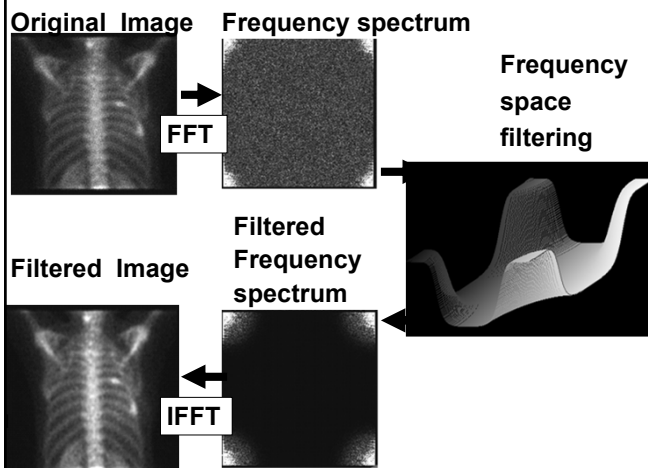 Original Image
Frequency spectrum
Frequency
space
filtering
FFT
Filtered
Frequency
spectrum
Filtered Image
IFFT